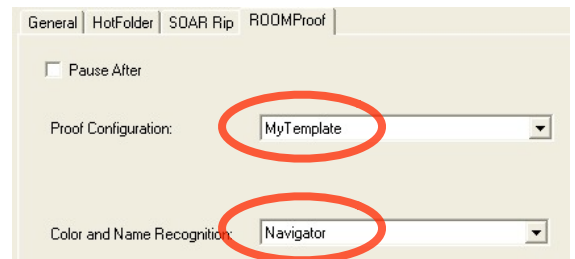 General HotFolder SOAR Rip ROOMProof
Pause After
Proof Configuration: MyTemplate
Color and Name Recognition: Navigator